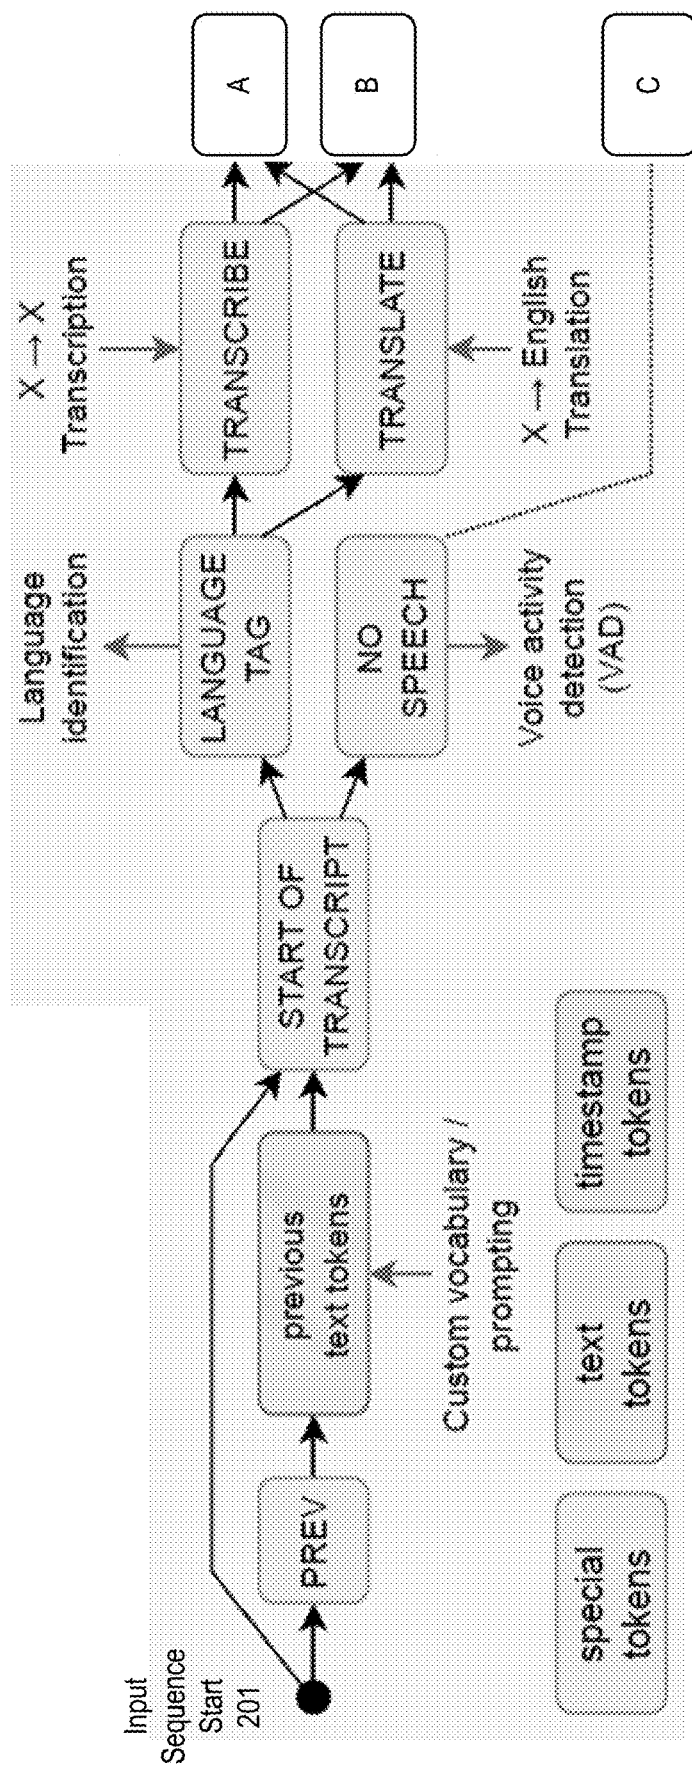 Input
Sequence
Start
201
PREV
previous
text tokens
Custom vocabulary /
prompting
START OF
TRANSCRIPT
Language
identification
LANGUAGE
TAG
NO
SPEECH
Voice activity
detection
(VAD)
X → X
Transcription
TRANSCRIBE
TRANSLATE
X → English
Translation
A
B
C
special
tokens
text
tokens
timestamp
tokens